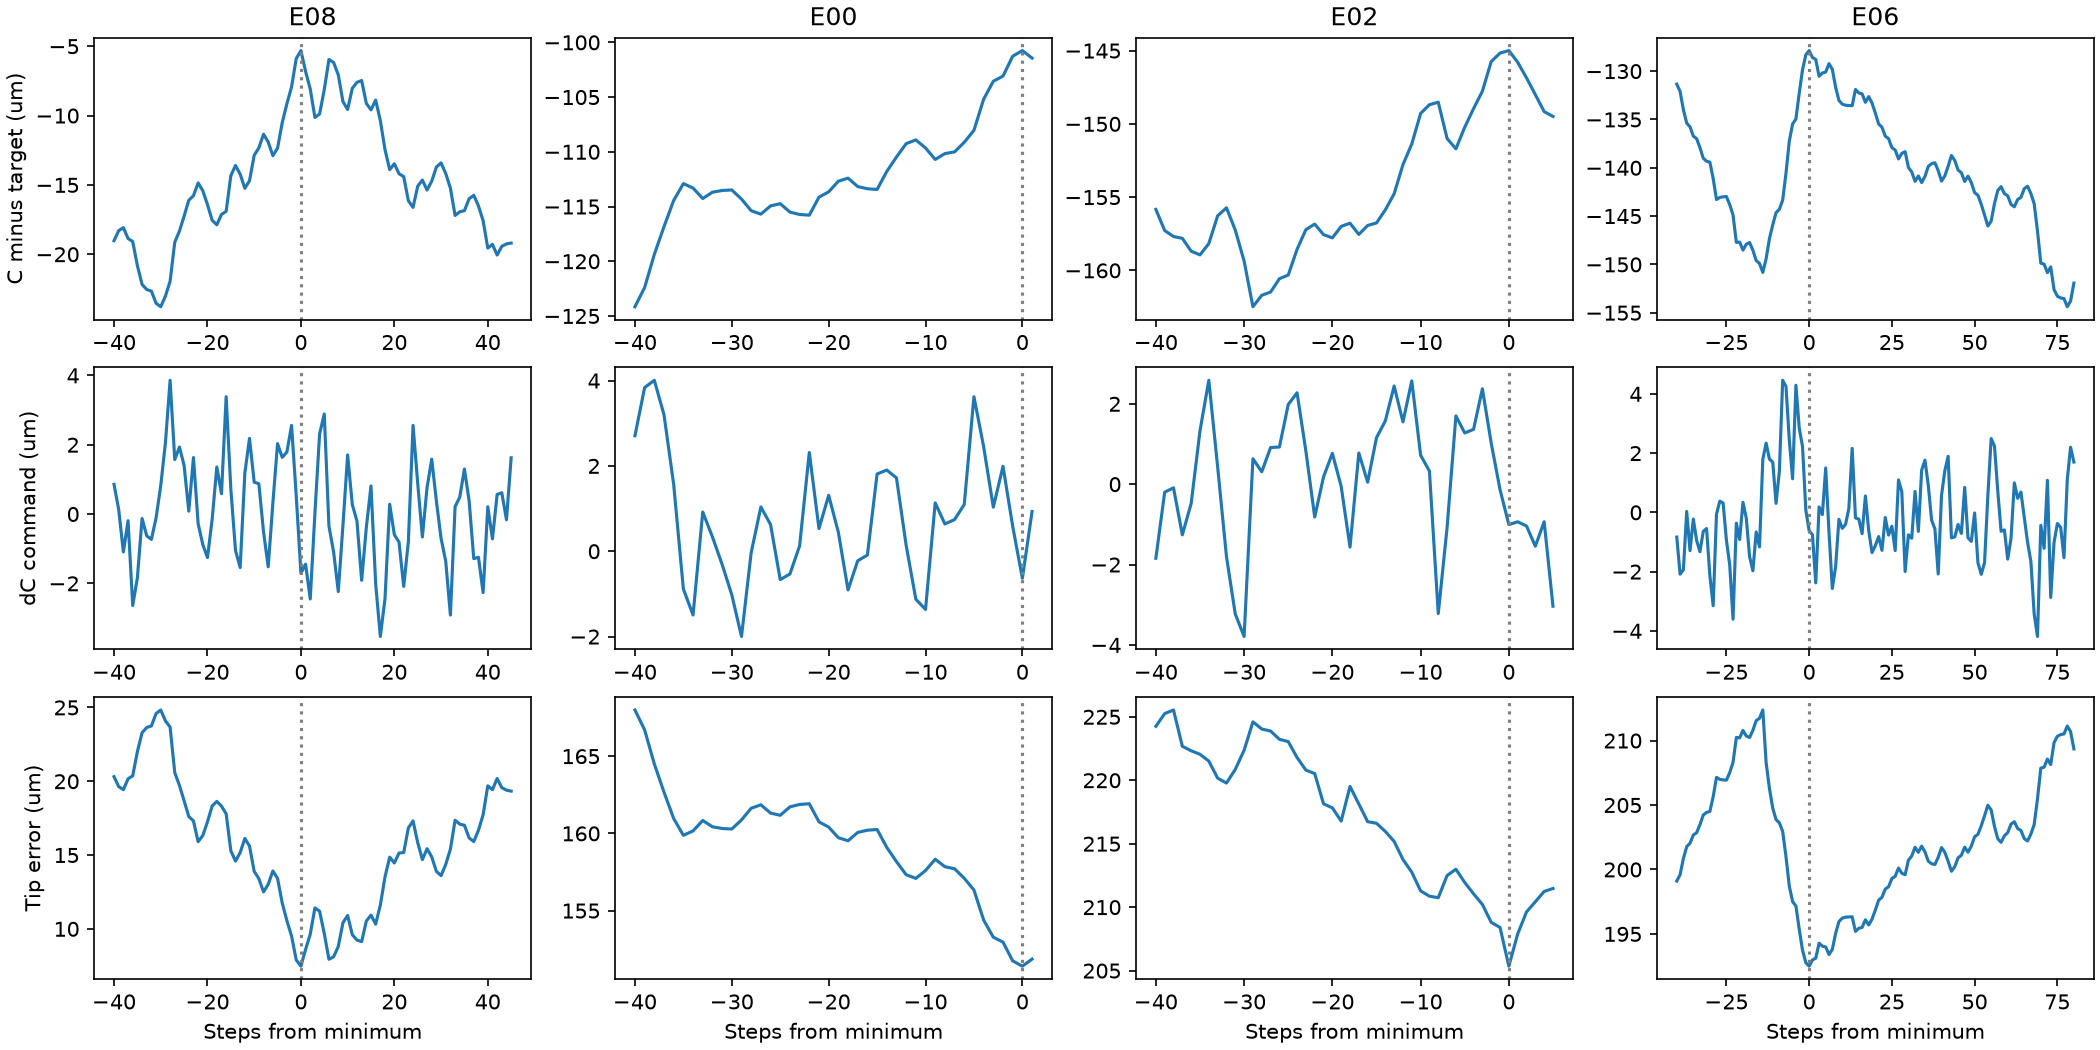 E08 E00 E02 E06
C minus target (um)
−5
−10
−15
−20
−40 −20 0 20 40
−100
−105
−110
−115
−120
−125
−40 −30 −20 −10 0
−145
−150
−155
−160
−40 −30 −20 −10 0
−130
−135
−140
−145
−150
−155
−25 0 25 50 75
dC command (um)
4
2
0
−2
−40 −20 0 20 40
4
2
0
−2
−40 −30 −20 −10 0
2
0
−2
−4
−40 −30 −20 −10 0
4
2
0
−2
−4
−25 0 25 50 75
Tip error (um)
25
20
15
10
−40 −20 0 20 40
Steps from minimum
165
160
155
−40 −30 −20 −10 0
Steps from minimum
225
220
215
210
205
−40 −30 −20 −10 0
Steps from minimum
210
205
200
195
−25 0 25 50 75
Steps from minimum